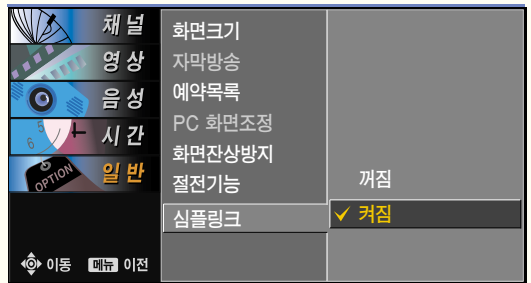 채널
영상
음성
시간
일반
OPTION
5
6
화면크기
자막방송
예약목록
PC 화면조정
화면잔상방지
절전기능
심플링크
꺼짐
켜짐
이동 메뉴 이전